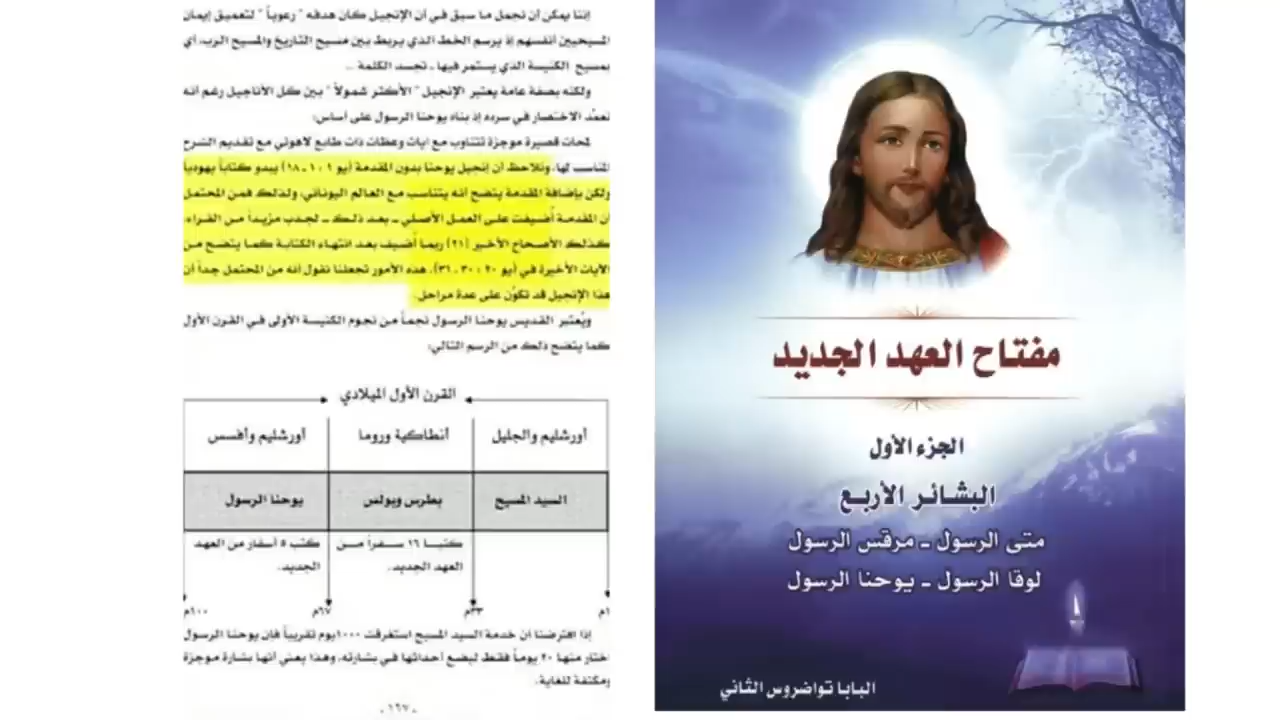 إننا يمكن أن نجمل ما سبق في أن الإنجيل كان هدفه "رعوياً" لتعميق إيمان
المسيحيين أنفسهم إذ يرسم الخط الذي يربط بين مسيح التاريخ والمسيح الرب، أي
بمسيح الكنيسة الذي يستمر فيها ـ تجسد الكلمة ...
ولكنه بصفة عامة يعتبر الإنجيل "الأكثر شمولاً" بين كل الأناجيل رغم أنه
تعمَّد الاختصار في سرده إذ بناه يوحنا الرسول على أساس:
لمحات قصيرة موجزة تتناوب مع آيات وعظات ذات طابع لاهوتي مع تقديم الشرح
المناسب لها، ونلاحظ أن إنجيل يوحنا بدون المقدمة (يو ١ : ١ ـ ١٨) يبدو كتاباً يهودياً
ولكن بإضافة المقدمة يتضح أنه يتناسب مع العالم اليوناني، ولذلك فمن المحتمل
أن المقدمة أُضيفت على العمل الأصلي ـ بعد ذلك ـ لجذب مزيداً من القراء،
كذلك الأصحاح الأخير (٢١) ربما أُضيف بعد انتهاء الكتابة كما يتضح من
الآيات الأخيرة في (يو ٢٠ : ٣٠ ـ ٣١). هذه الأمور تجعلنا نقول أنه من المحتمل جداً أن
هذا الإنجيل قد تكوَّن على عدة مراحل.
ويُعتبر القديس يوحنا الرسول نجماً من نجوم الكنيسة الأولى في القرن الأول
كما يتضح ذلك من الرسم التالي:
القرن الأول الميلادي
أورشليم والجليل
أنطاكية وروما
أورشليم وأفسس
السيد المسيح
بطرس وبولس
يوحنا الرسول
كتبا ١٦ سفراً من
العهد الجديد.
كتب ٥ أسفار من العهد
الجديد.
١م
٣٣م
٦٧م
١٠٠م
إذا افترضنا أن خدمة السيد المسيح استغرقت ١٠٠٠ يوم تقريباً فإن يوحنا الرسول
اختار منها ٢٠ يوماً فقط ليضع أحداثها في بشارته، وهذا يعني أنها بشارة موجزة
ومكثفة للغاية.
ـ ١٦٧ ـ
مفتاح العهد الجديد
الجزء الأول
البشائر الأربع
متى الرسول ـ مرقس الرسول
لوقا الرسول ـ يوحنا الرسول
البابا تواضروس الثاني